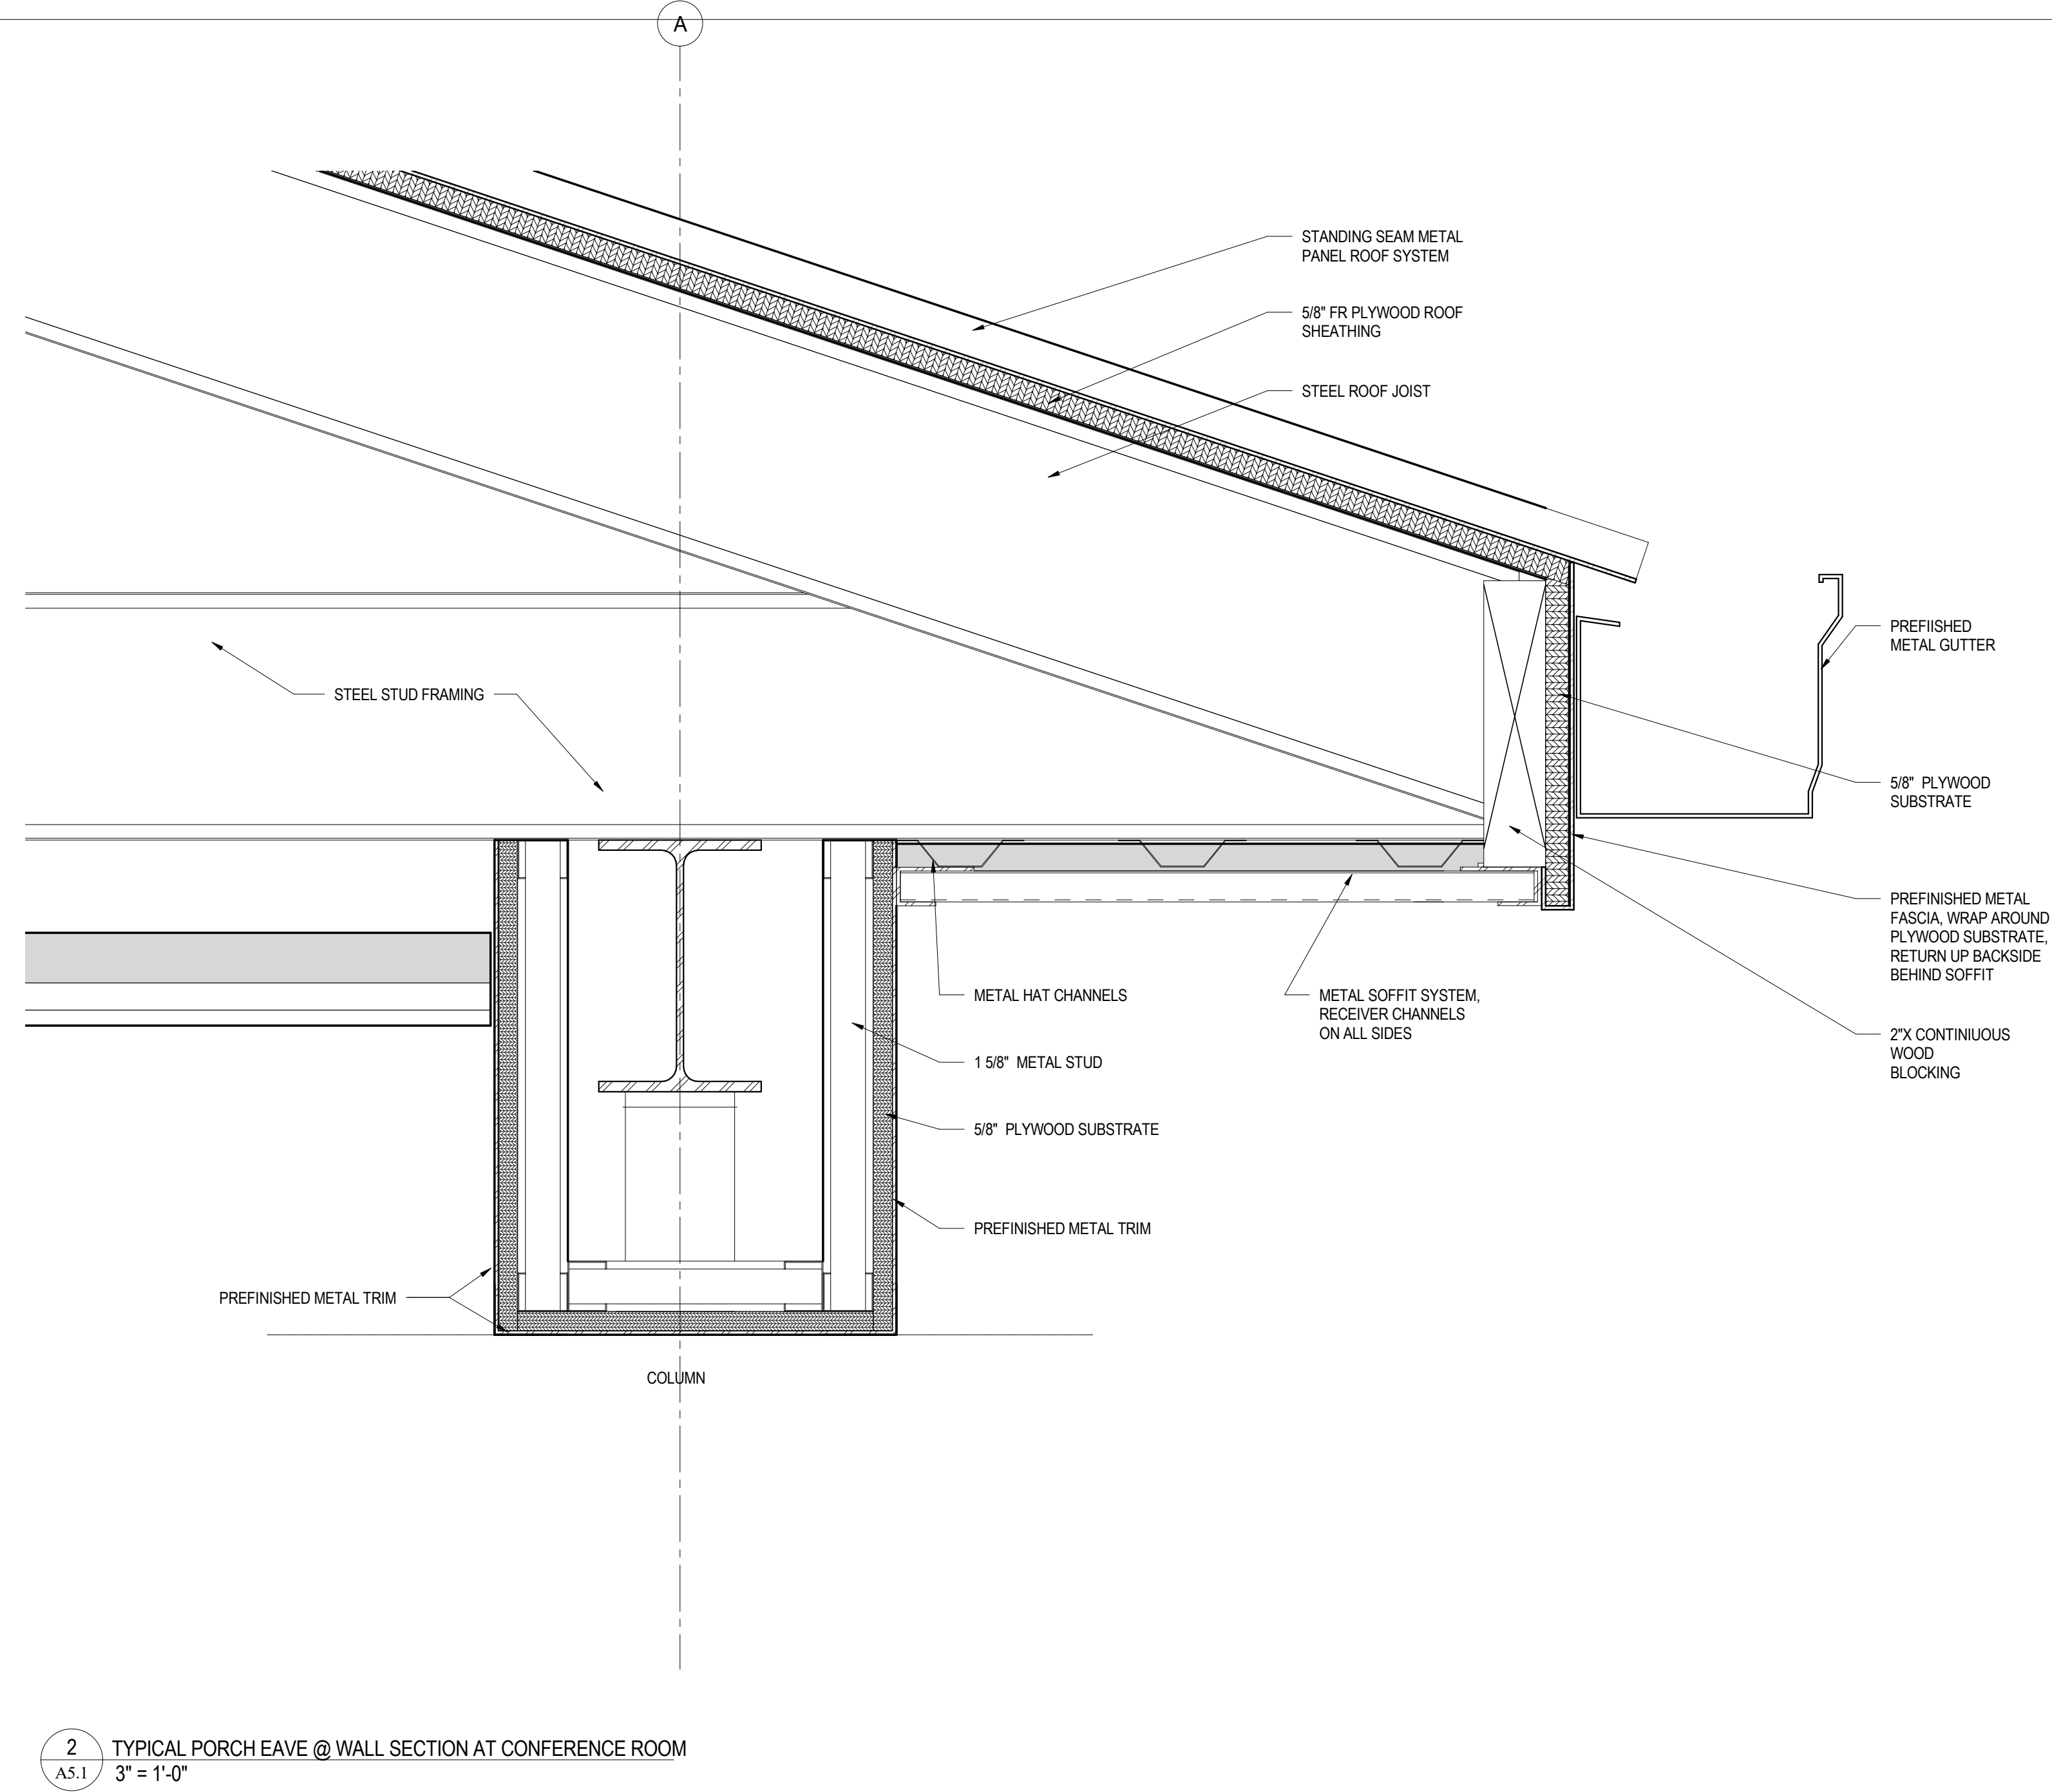 A
STANDING SEAM METAL
PANEL ROOF SYSTEM
5/8" FR PLYWOOD ROOF
SHEATHING
STEEL ROOF JOIST
PREFIISHED
METAL GUTTER
STEEL STUD FRAMING
5/8" PLYWOOD
SUBSTRATE
PREFINISHED METAL
FASCIA, WRAP AROUND
PLYWOOD SUBSTRATE,
RETURN UP BACKSIDE
BEHIND SOFFIT
METAL HAT CHANNELS
METAL SOFFIT SYSTEM,
RECEIVER CHANNELS
ON ALL SIDES
2"X CONTINIUOUS
WOOD
BLOCKING
1 5/8" METAL STUD
5/8" PLYWOOD SUBSTRATE
PREFINISHED METAL TRIM
PREFINISHED METAL TRIM
COLUMN
2
A5.1
TYPICAL PORCH EAVE @ WALL SECTION AT CONFERENCE ROOM
3" = 1'-0"